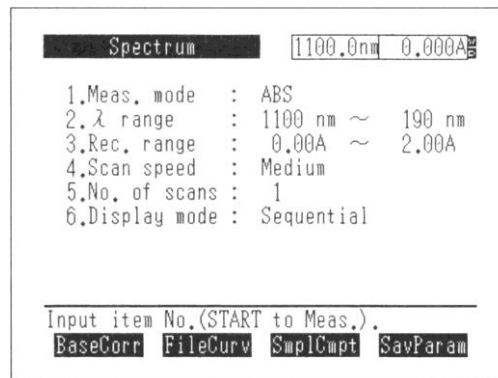 Spectrum 1100.0nm 0.000A
1.Meas. mode : ABS
2.λ range : 1100 nm ～ 190 nm
3.Rec. range : 0.00A ～ 2.00A
4.Scan speed : Medium
5.No. of scans : 1
6.Display mode : Sequential
Input item No.(START to Meas.).
BaseCorr FileCurv SmplCmpt SavParam